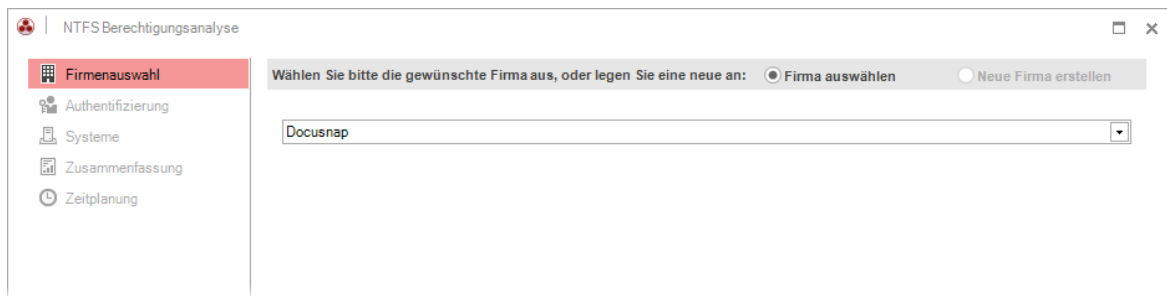 NTFS Berechtigungsanalyse
Firmenauswahl
Authentifizierung
Systeme
Zusammenfassung
Zeitplanung
Wählen Sie bitte die gewünschte Firma aus, oder legen Sie eine neue an: Firma auswählen Neue Firma erstellen
Docusnap